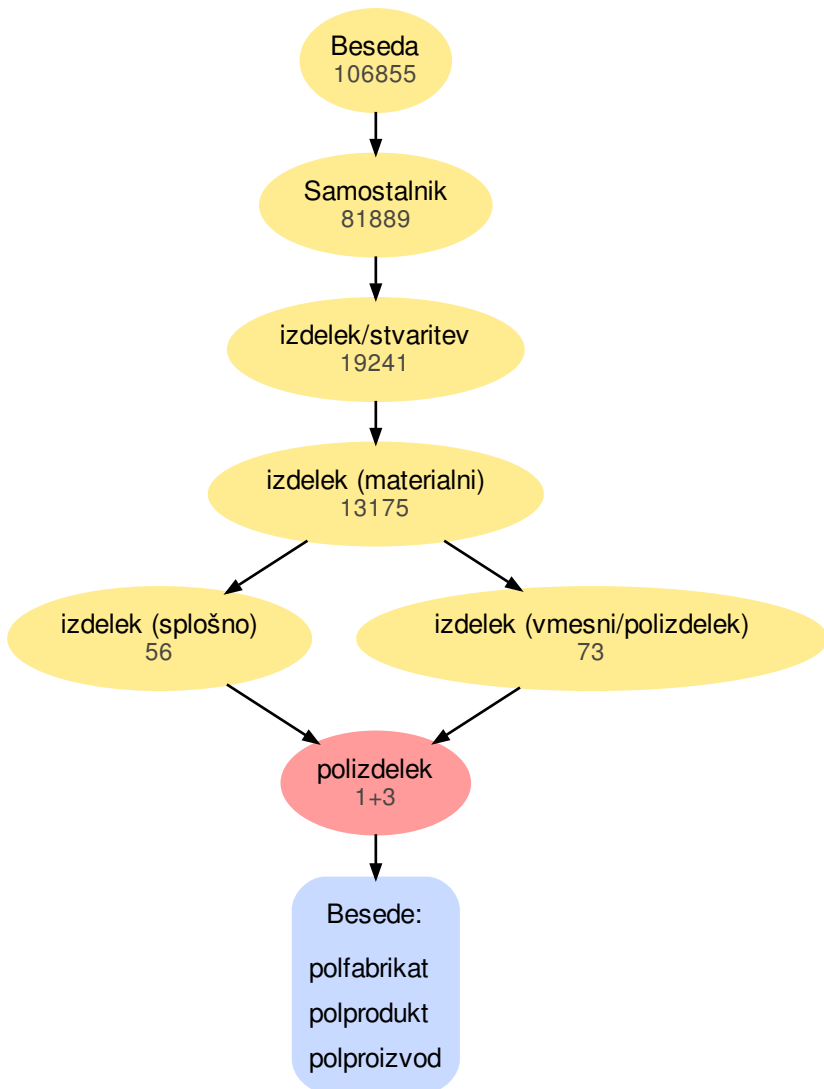 Beseda
106855
Samostalnik
81889
izdelek/stvaritev
19241
izdelek (materialni)
13175
izdelek (splošno)
56
izdelek (vmesni/polizdelek)
73
polizdelek
1+3
Besede:
polfabrikat
polprodukt
polproizvod